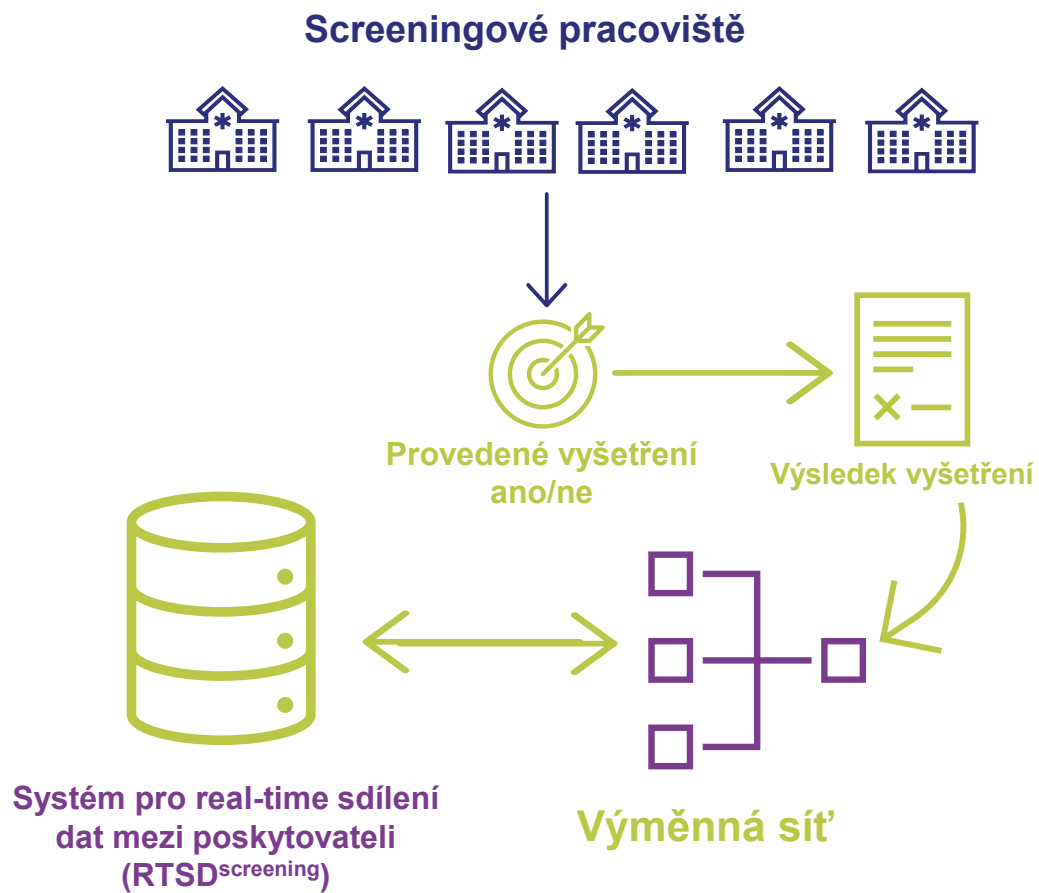 Screeningové pracoviště
Provedené vyšetření
ano/ne
Výsledek vyšetření
Systém pro real-time sdílení
dat mezi poskytovateli
(RTSDscreening)
Výměnná síť